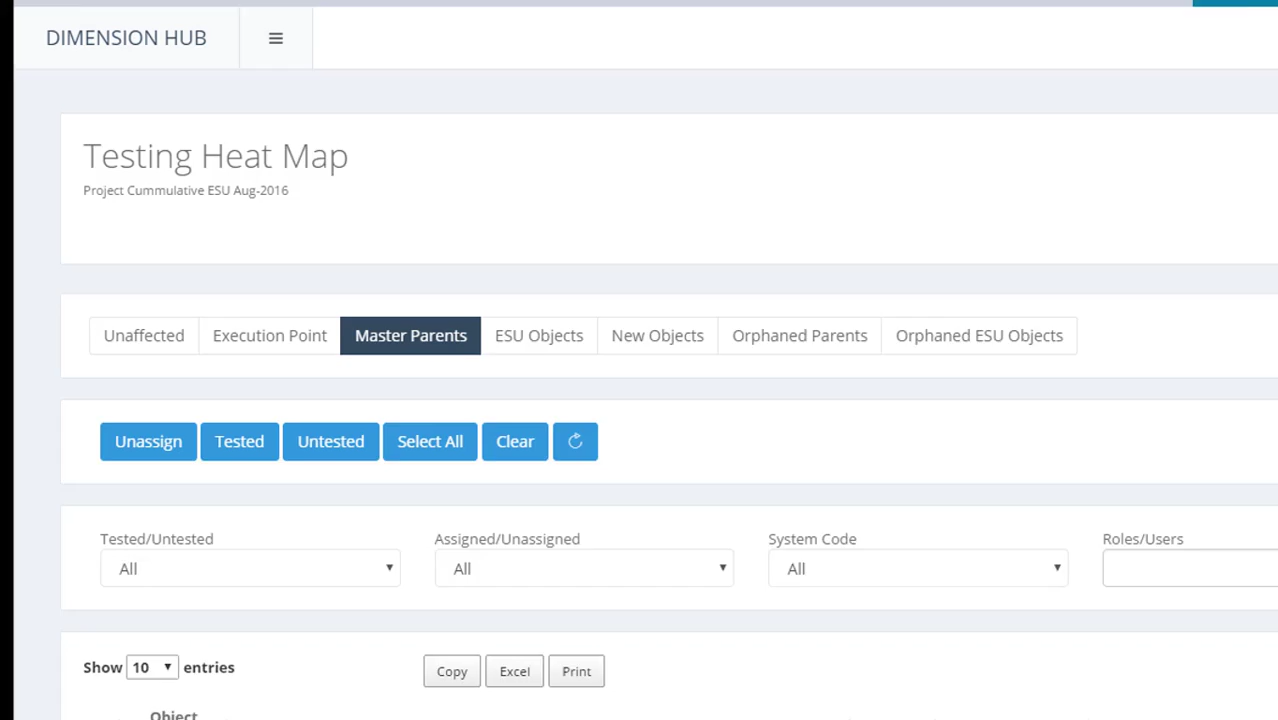 DIMENSION HUB
Testing Heat Map
Project Cummulative ESU Aug-2016
Unaffected Execution Point Master Parents ESU Objects New Objects Orphaned Parents Orphaned ESU Objects
Unassign Tested Untested Select All Clear
Tested/Untested Assigned/Unassigned System Code Roles/Users
All All All
Show 10 entries Copy Excel Print
Object